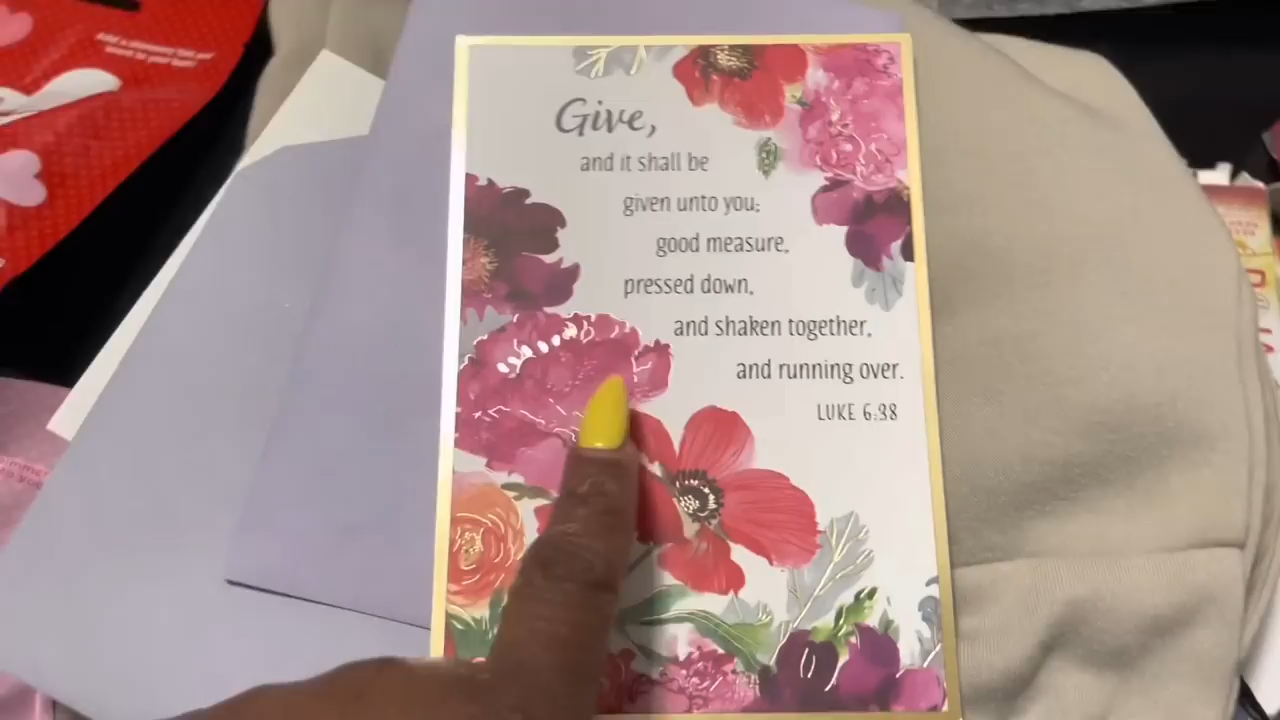 Give,
and it shall be
given unto you;
good measure,
pressed down,
and shaken together,
and running over.
LUKE 6:38